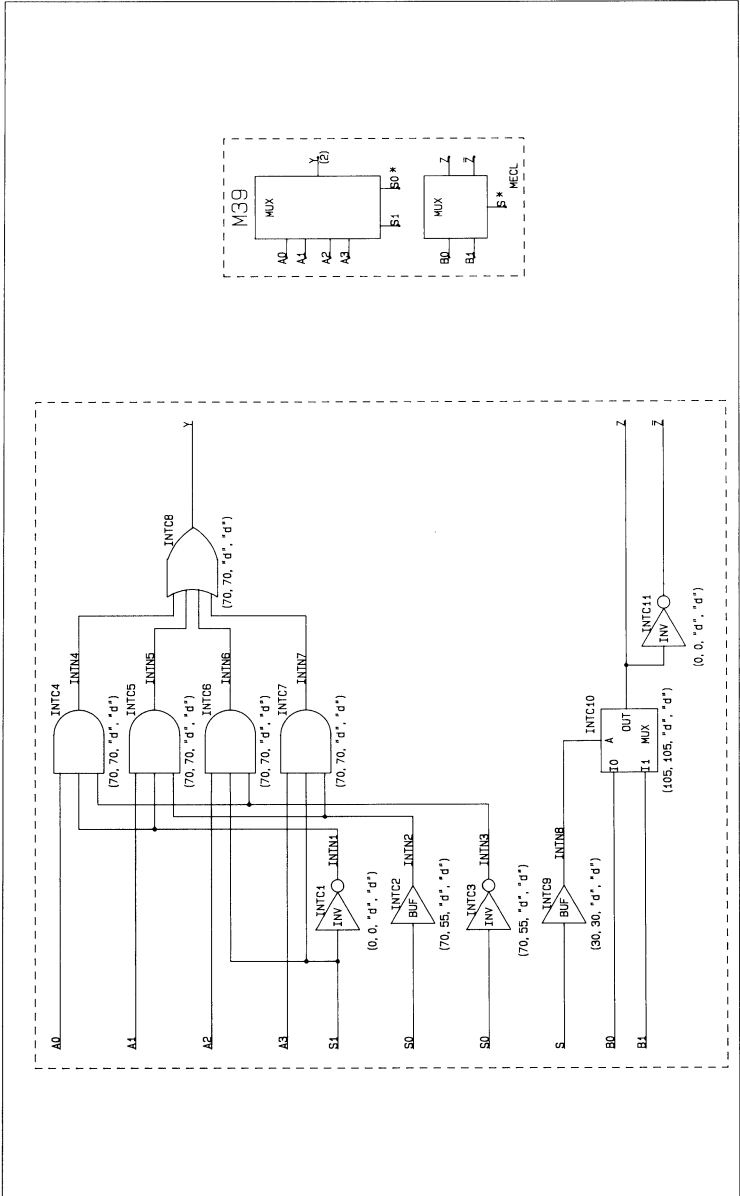 M39
MUX
A0
A1
A2
A3
S1
S0 *
Y
(2)
MUX
B0
B1
S *
Z
Z̅
MECL
A0
A1
A2
A3
S1
S0
S0
S
B0
B1
INTC1
INV
(0, 0, "d", "d")
INTN1
INTC2
BUF
(70, 55, "d", "d")
INTN2
INTC3
INV
(70, 55, "d", "d")
INTN3
INTC4
(70, 70, "d", "d")
INTN4
INTC5
(70, 70, "d", "d")
INTN5
INTC6
(70, 70, "d", "d")
INTN6
INTC7
(70, 70, "d", "d")
INTN7
INTC8
(70, 70, "d", "d")
Y
INTC9
BUF
(30, 30, "d", "d")
INTN8
INTC10
A
I0
OUT
I1
MUX
(105, 105, "d", "d")
INTC11
INV
(0, 0, "d", "d")
Z
Z̅